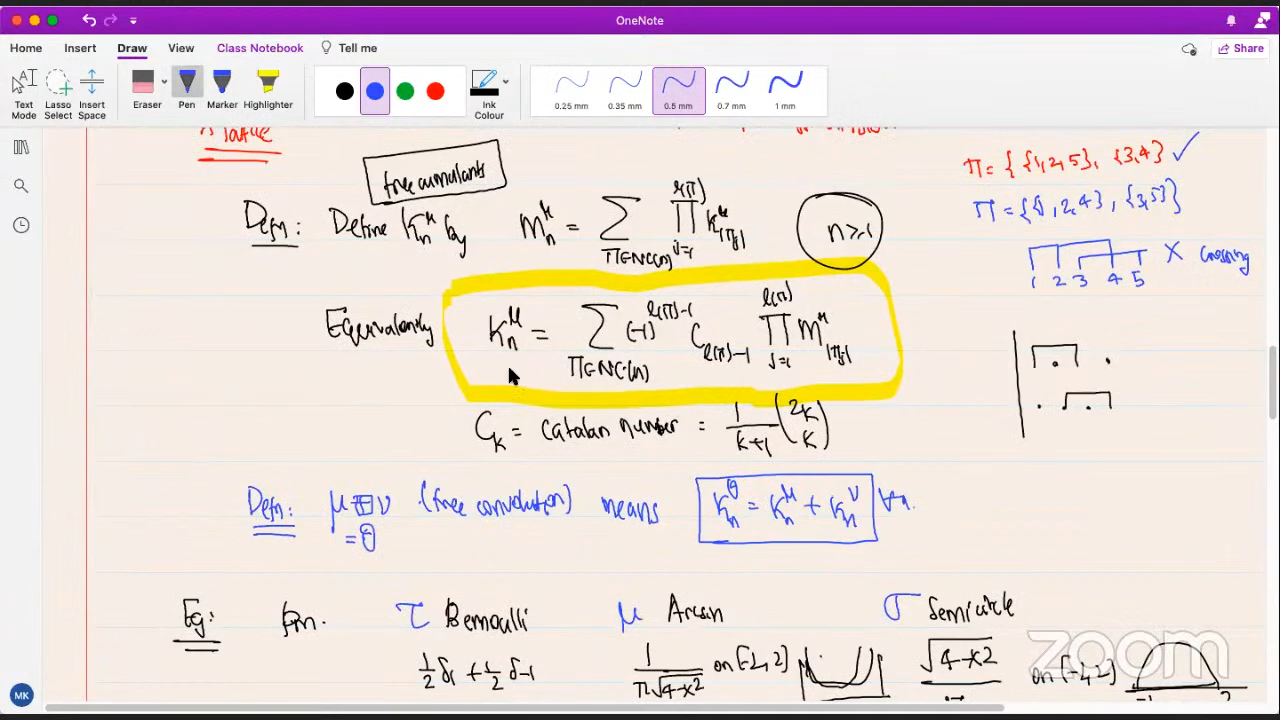 OneNote
Home Insert Draw View Class Notebook Tell me
Share
Text Mode
Lasso Select
Insert Space
Eraser
Pen
Marker
Highlighter
0.25 mm
0.35 mm
0.5 mm
0.7 mm
1 mm
Ink Colour
lattice
free cumulants
Π = { {1,2,5}, {3,4} } ✓
Defn: Define κ_n^μ by m_n^μ = Σ_{Π∈NC(n)} ∏_{j=1}^{ℓ(Π)} κ^μ_{|Π_j|} n≥1
Π = {{1,2,4}, {3,5}}
1 2 3 4 5 X crossing
Equivalently κ_n^μ = Σ_{Π∈NC(n)} (-1)^{ℓ(Π)-1} C_{ℓ(Π)-1} ∏_{j=1}^{ℓ(Π)} m^μ_{|Π_j|}
C_k = Catalan number = 1/(k+1) (2k k)
Defn: μ⊞ν (free convolution) means κ_n^θ = κ_n^μ + κ_n^ν ∀n.
= θ
Eg: Fm. τ Bernoulli μ Arcsin σ Semicircle
½δ_1 + ½δ_-1 1/(π√(4-x²)) on [-2,2] √(4-x²) on [-2,2]
zoom
MK